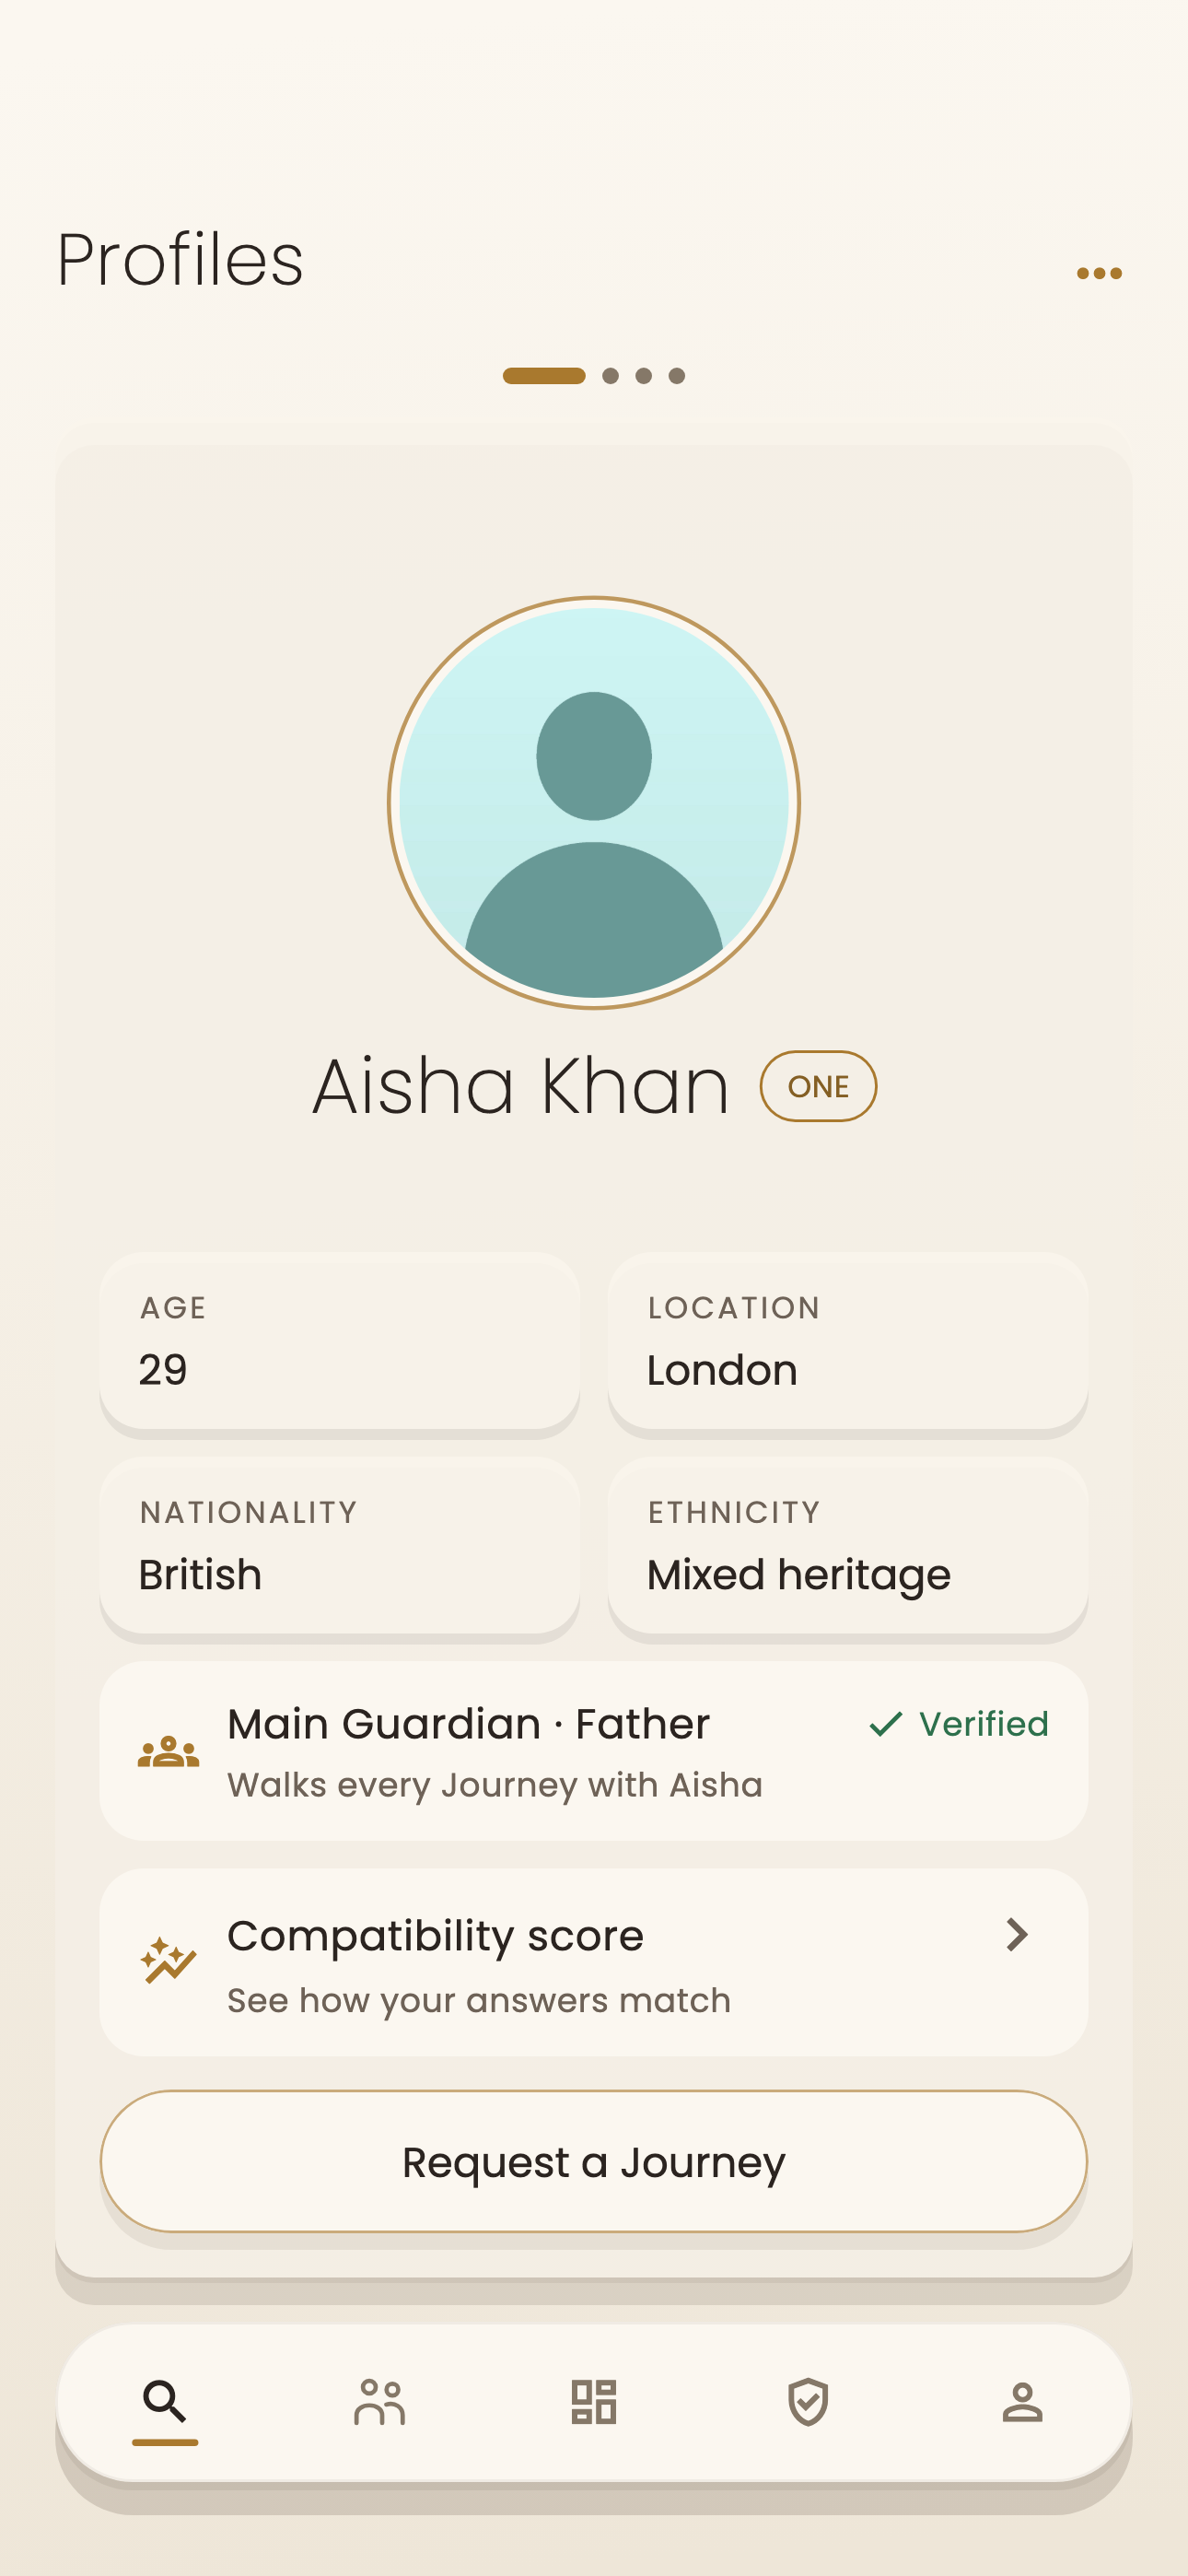 Profiles
Aisha Khan ONE
AGE
29
LOCATION
London
NATIONALITY
British
ETHNICITY
Mixed heritage
Main Guardian · Father
Verified
Walks every Journey with Aisha
Compatibility score
See how your answers match
Request a Journey